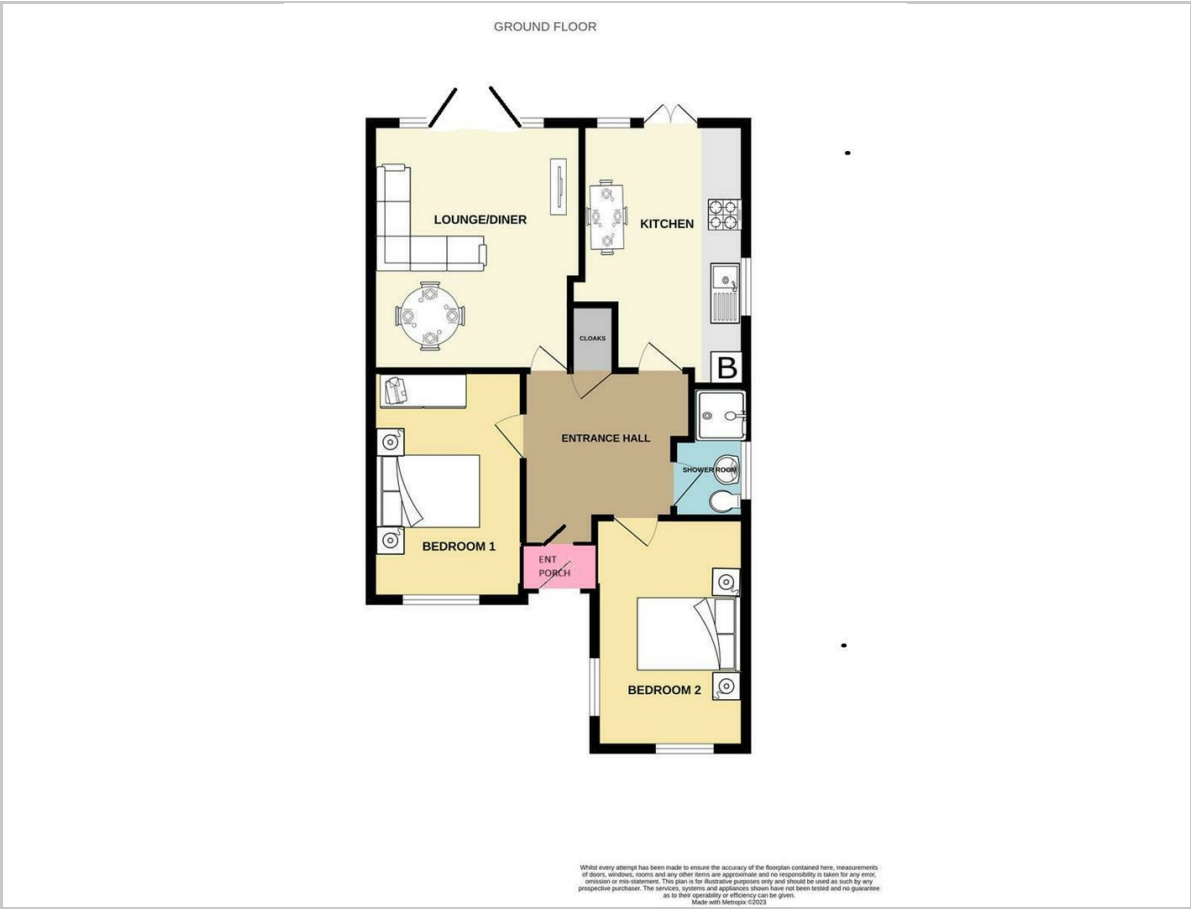 GROUND FLOOR
LOUNGE/DINER
KITCHEN
CLOAKS
B
ENTRANCE HALL
SHOWER ROOM
BEDROOM 1
ENT
PORCH
BEDROOM 2
Whilst every attempt has been made to ensure the accuracy of the floorplan contained here, measurements
of doors, windows, rooms and any other items are approximate and no responsibility is taken for any error,
omission or mis-statement. This plan is for illustrative purposes only and should be used as such by any
prospective purchaser. The services, systems and appliances shown have not been tested and no guarantee
as to their operability or efficiency can be given.
Made with Metropix ©2023